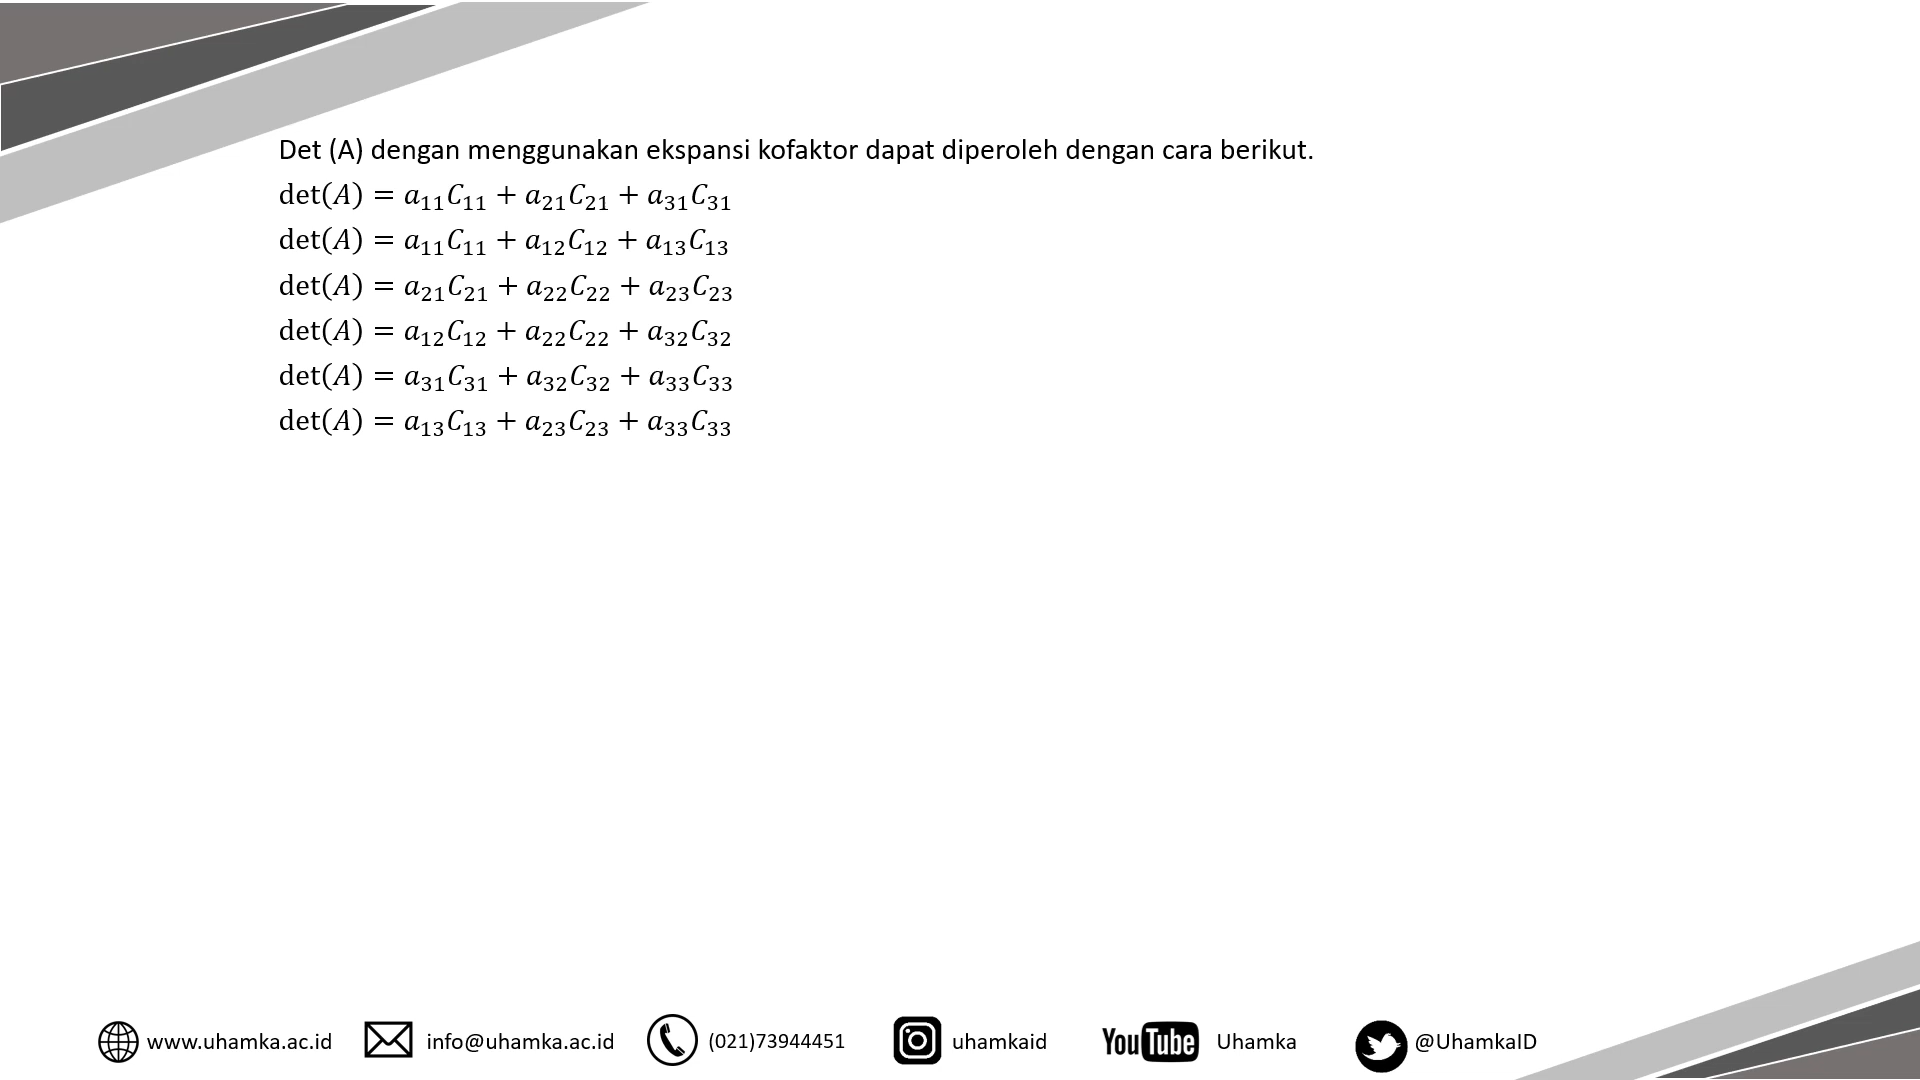 Det (A) dengan menggunakan ekspansi kofaktor dapat diperoleh dengan cara berikut.
det(𝐴) = 𝑎₁₁𝐶₁₁ + 𝑎₂₁𝐶₂₁ + 𝑎₃₁𝐶₃₁
det(𝐴) = 𝑎₁₁𝐶₁₁ + 𝑎₁₂𝐶₁₂ + 𝑎₁₃𝐶₁₃
det(𝐴) = 𝑎₂₁𝐶₂₁ + 𝑎₂₂𝐶₂₂ + 𝑎₂₃𝐶₂₃
det(𝐴) = 𝑎₁₂𝐶₁₂ + 𝑎₂₂𝐶₂₂ + 𝑎₃₂𝐶₃₂
det(𝐴) = 𝑎₃₁𝐶₃₁ + 𝑎₃₂𝐶₃₂ + 𝑎₃₃𝐶₃₃
det(𝐴) = 𝑎₁₃𝐶₁₃ + 𝑎₂₃𝐶₂₃ + 𝑎₃₃𝐶₃₃
www.uhamka.ac.id info@uhamka.ac.id (021)73944451 uhamkaid YouTube Uhamka @UhamkaID